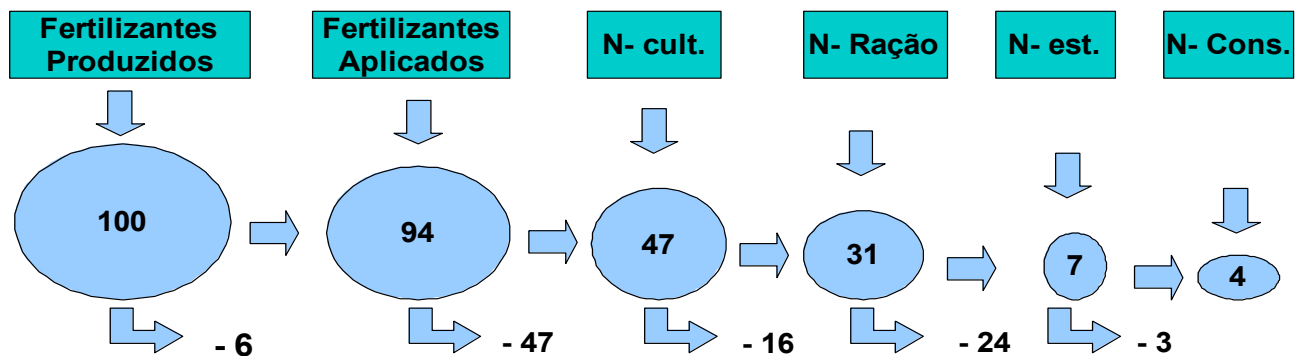 Fertilizantes
Produzidos
Fertilizantes
Aplicados
N- cult.
N- Ração
N- est.
N- Cons.
100
94
47
31
7
4
- 6
- 47
- 16
- 24
- 3